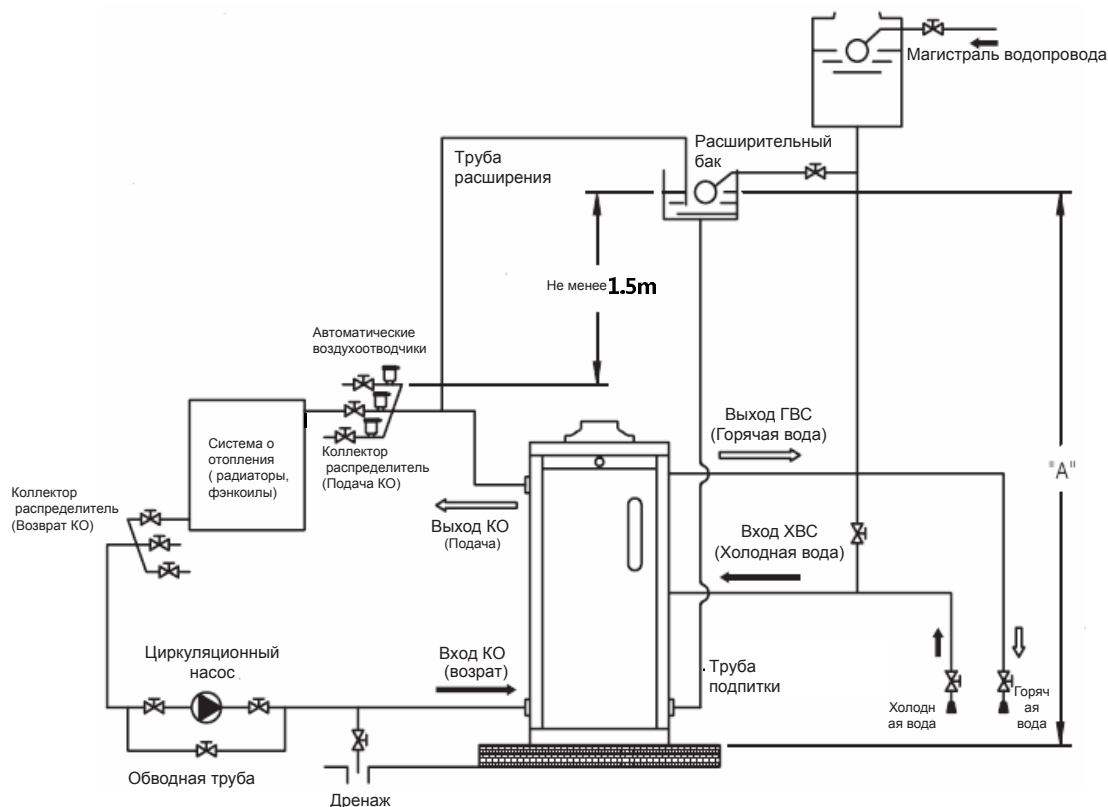 Магистраль водопровода
Расширительный
бак
Труба
расширения
Не менее 1.5m
Автоматические
воздухоотводчики
Выход ГВС
(Горячая вода)
"A"
Система о
отопления
( радиаторы,
фэнкоилы)
Коллектор
распределитель
(Подача КО)
Коллектор
распределитель
(Возврат КО)
Выход КО
(Подача)
Вход ХВС
(Холодная вода)
Циркуляционный
насос
Вход КО
(возрат)
Труба
подпитки
Холодн
ая вода
Горяч
ая
вода
Обводная труба
Дренаж